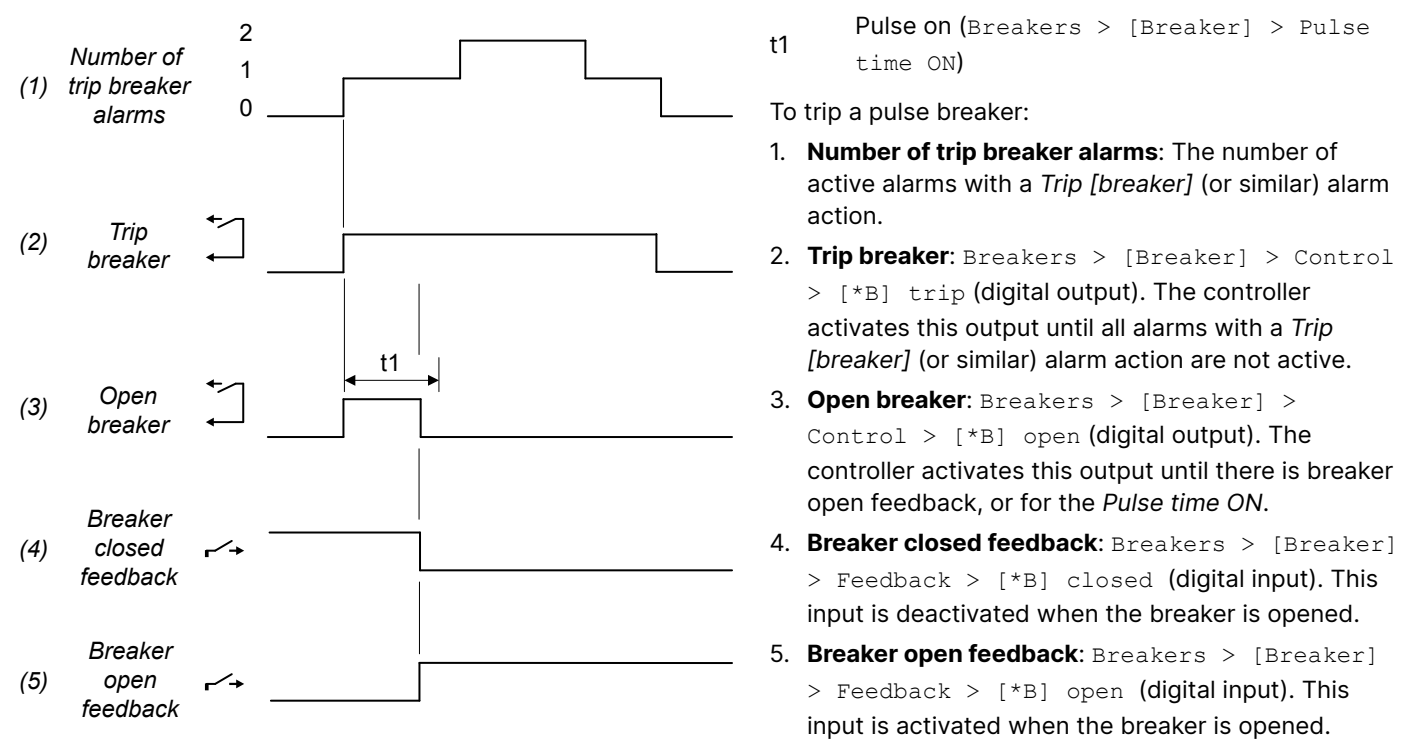 2
1
0
(1) Number of
trip breaker
alarms
(2) Trip
breaker
t1
(3) Open
breaker
(4) Breaker
closed
feedback
(5) Breaker
open
feedback
t1 Pulse on (Breakers > [Breaker] > Pulse
time ON)
To trip a pulse breaker:
1. Number of trip breaker alarms: The number of
active alarms with a Trip [breaker] (or similar) alarm
action.
2. Trip breaker: Breakers > [Breaker] > Control
> [*B] trip (digital output). The controller
activates this output until all alarms with a Trip
[breaker] (or similar) alarm action are not active.
3. Open breaker: Breakers > [Breaker] >
Control > [*B] open (digital output). The
controller activates this output until there is breaker
open feedback, or for the Pulse time ON.
4. Breaker closed feedback: Breakers > [Breaker]
> Feedback > [*B] closed (digital input). This
input is deactivated when the breaker is opened.
5. Breaker open feedback: Breakers > [Breaker]
> Feedback > [*B] open (digital input). This
input is activated when the breaker is opened.